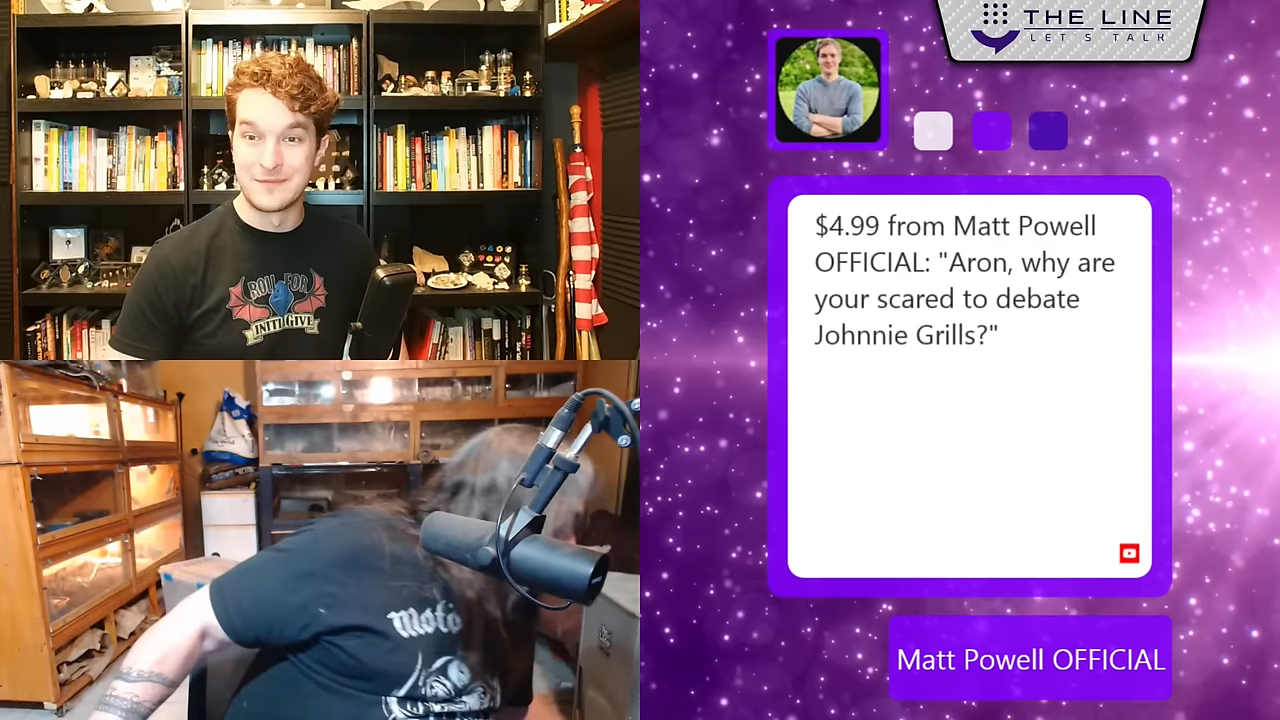 THE LINE
LET'S TALK
$4.99 from Matt Powell
OFFICIAL: "Aron, why are
your scared to debate
Johnnie Grills?"
Matt Powell OFFICIAL
ROLL FOR
INITIATIVE